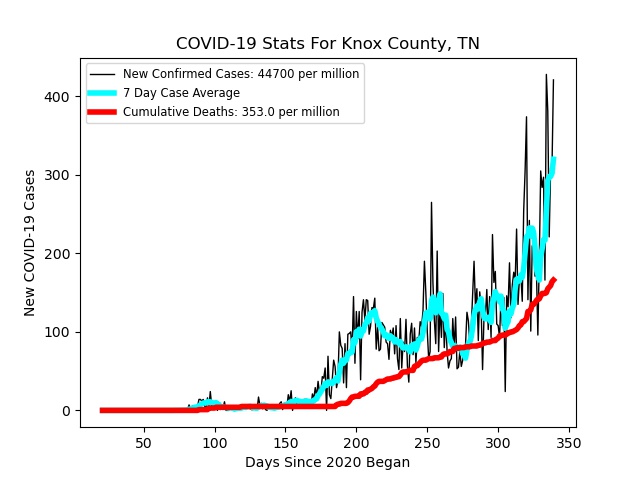 COVID-19 Stats For Knox County, TN
New Confirmed Cases: 44700 per million
7 Day Case Average
Cumulative Deaths: 353.0 per million
New COVID-19 Cases
400
300
200
100
0
50
100
150
200
250
300
350
Days Since 2020 Began